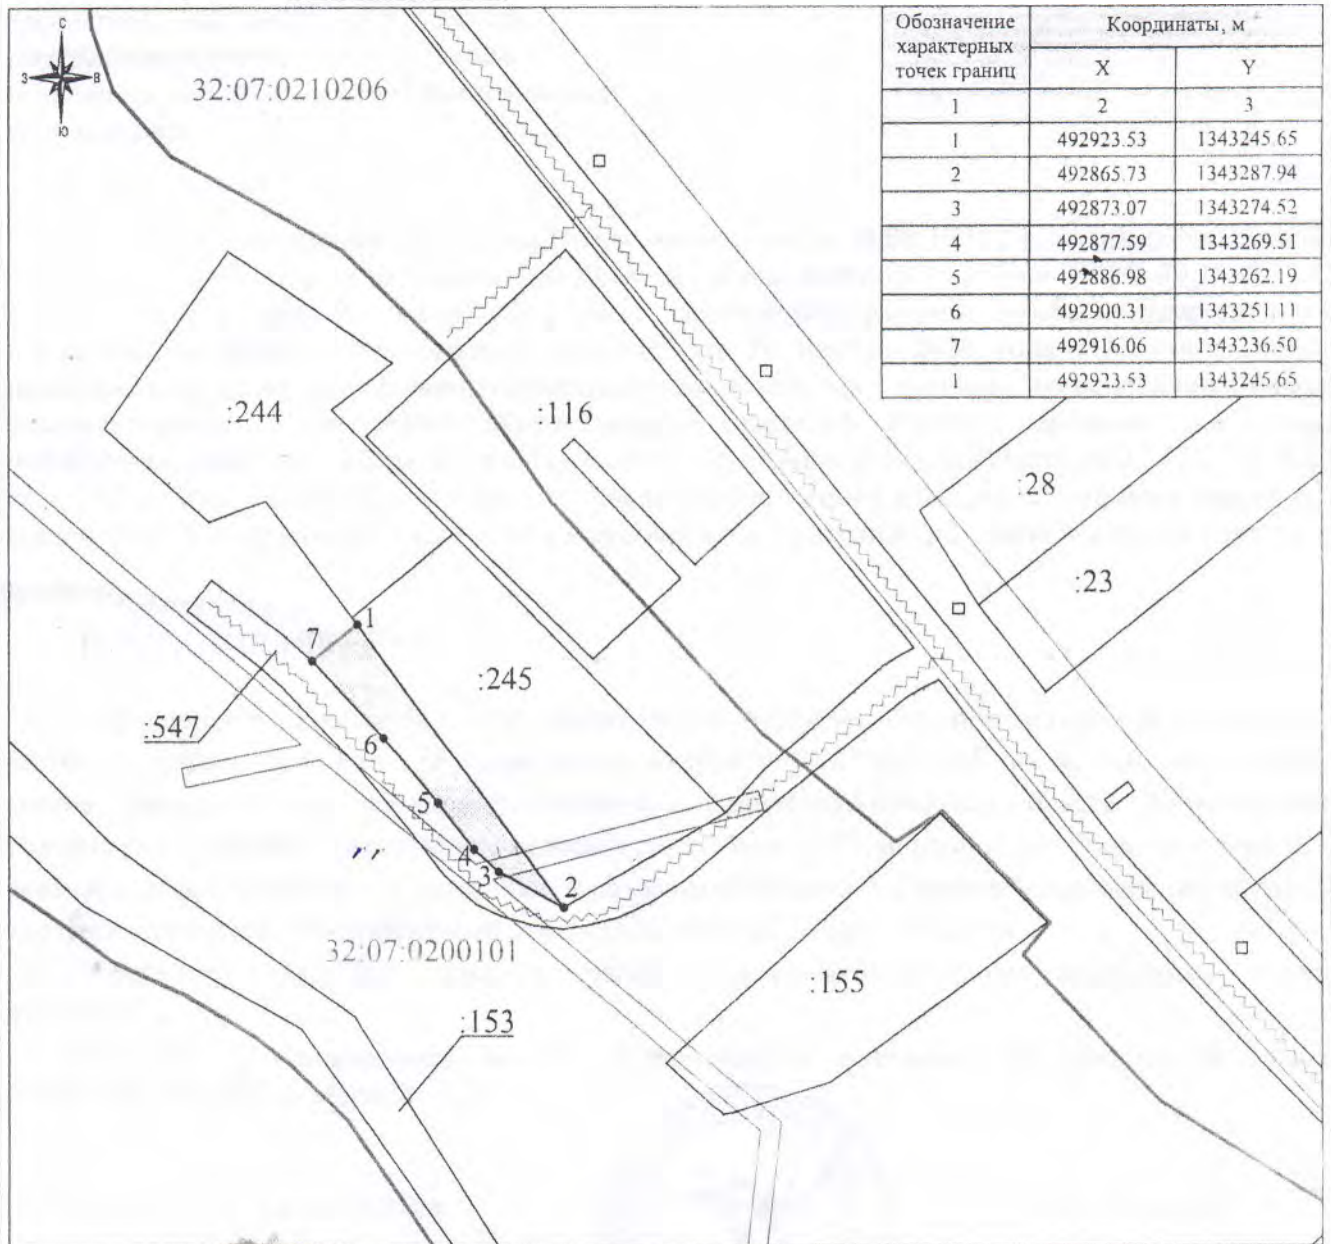 С
З В
Ю
32:07:0210206
Обозначение характерных точек границ Координаты, м
X Y
1 2 3
1 492923.53 1343245.65
2 492865.73 1343287.94
3 492873.07 1343274.52
4 492877.59 1343269.51
5 492886.98 1343262.19
6 492900.31 1343251.11
7 492916.06 1343236.50
1 492923.53 1343245.65
:244
:116
:28
:23
1
7
:245
:547
6
5
4
3
2
32:07:0200101
:155
:153